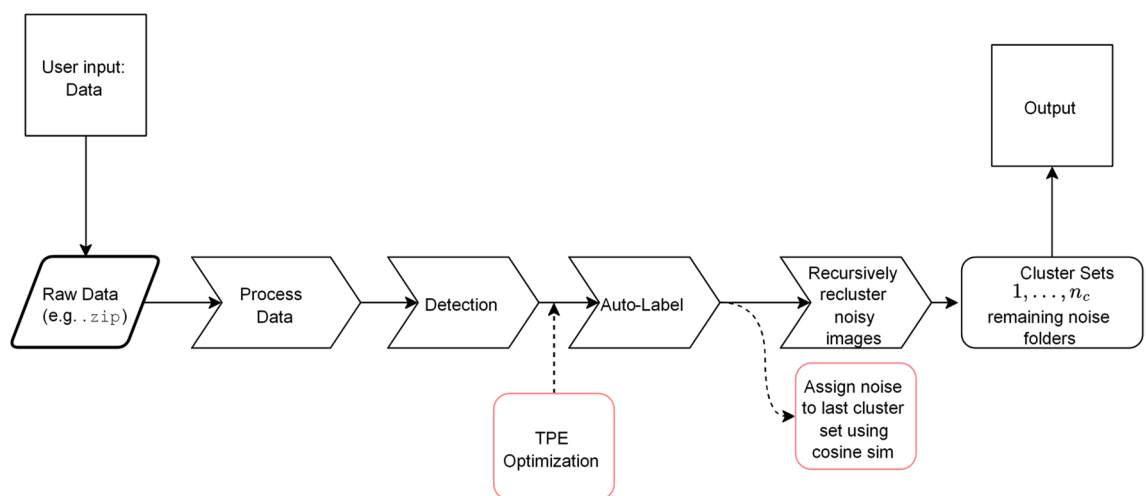 User input:
Data
Output
Raw Data
(e.g. .zip)
Process
Data
Detection
Auto-Label
Recursively
recluster
noisy
images
Cluster Sets
1, . . . , n_c
remaining noise
folders
TPE
Optimization
Assign noise
to last cluster
set using
cosine sim